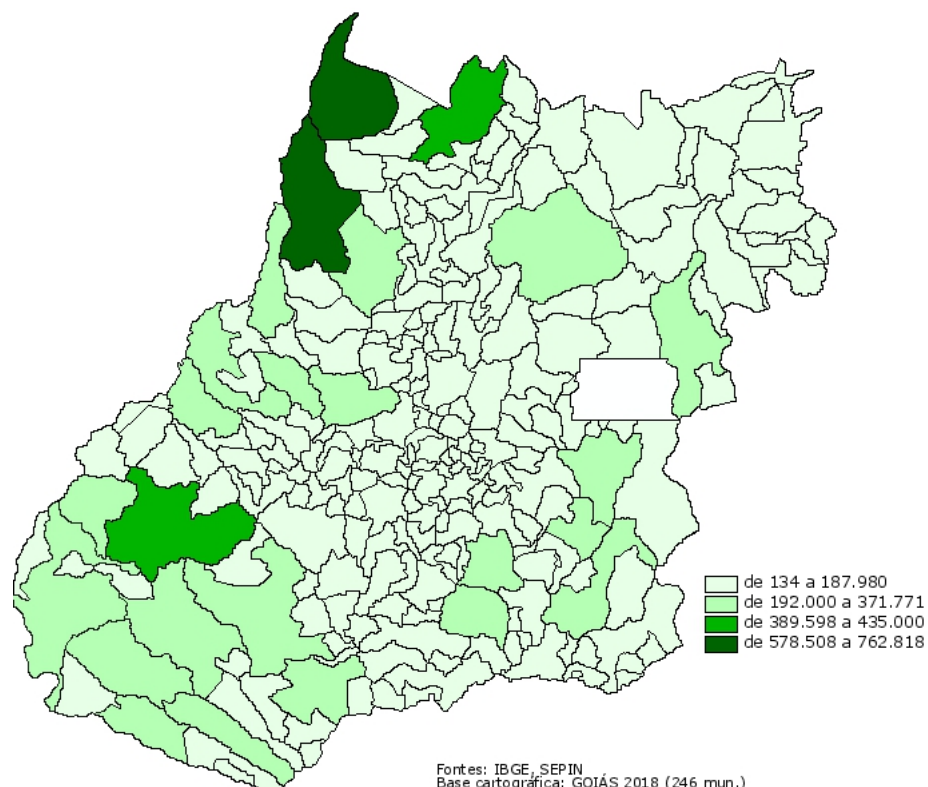 de 134 a 187.980
de 192.000 a 371.771
de 389.598 a 435.000
de 578.508 a 762.818
Fontes: IBGE, SEPIN
Base cartográfica: GOIÁS 2018 (246 mun.)